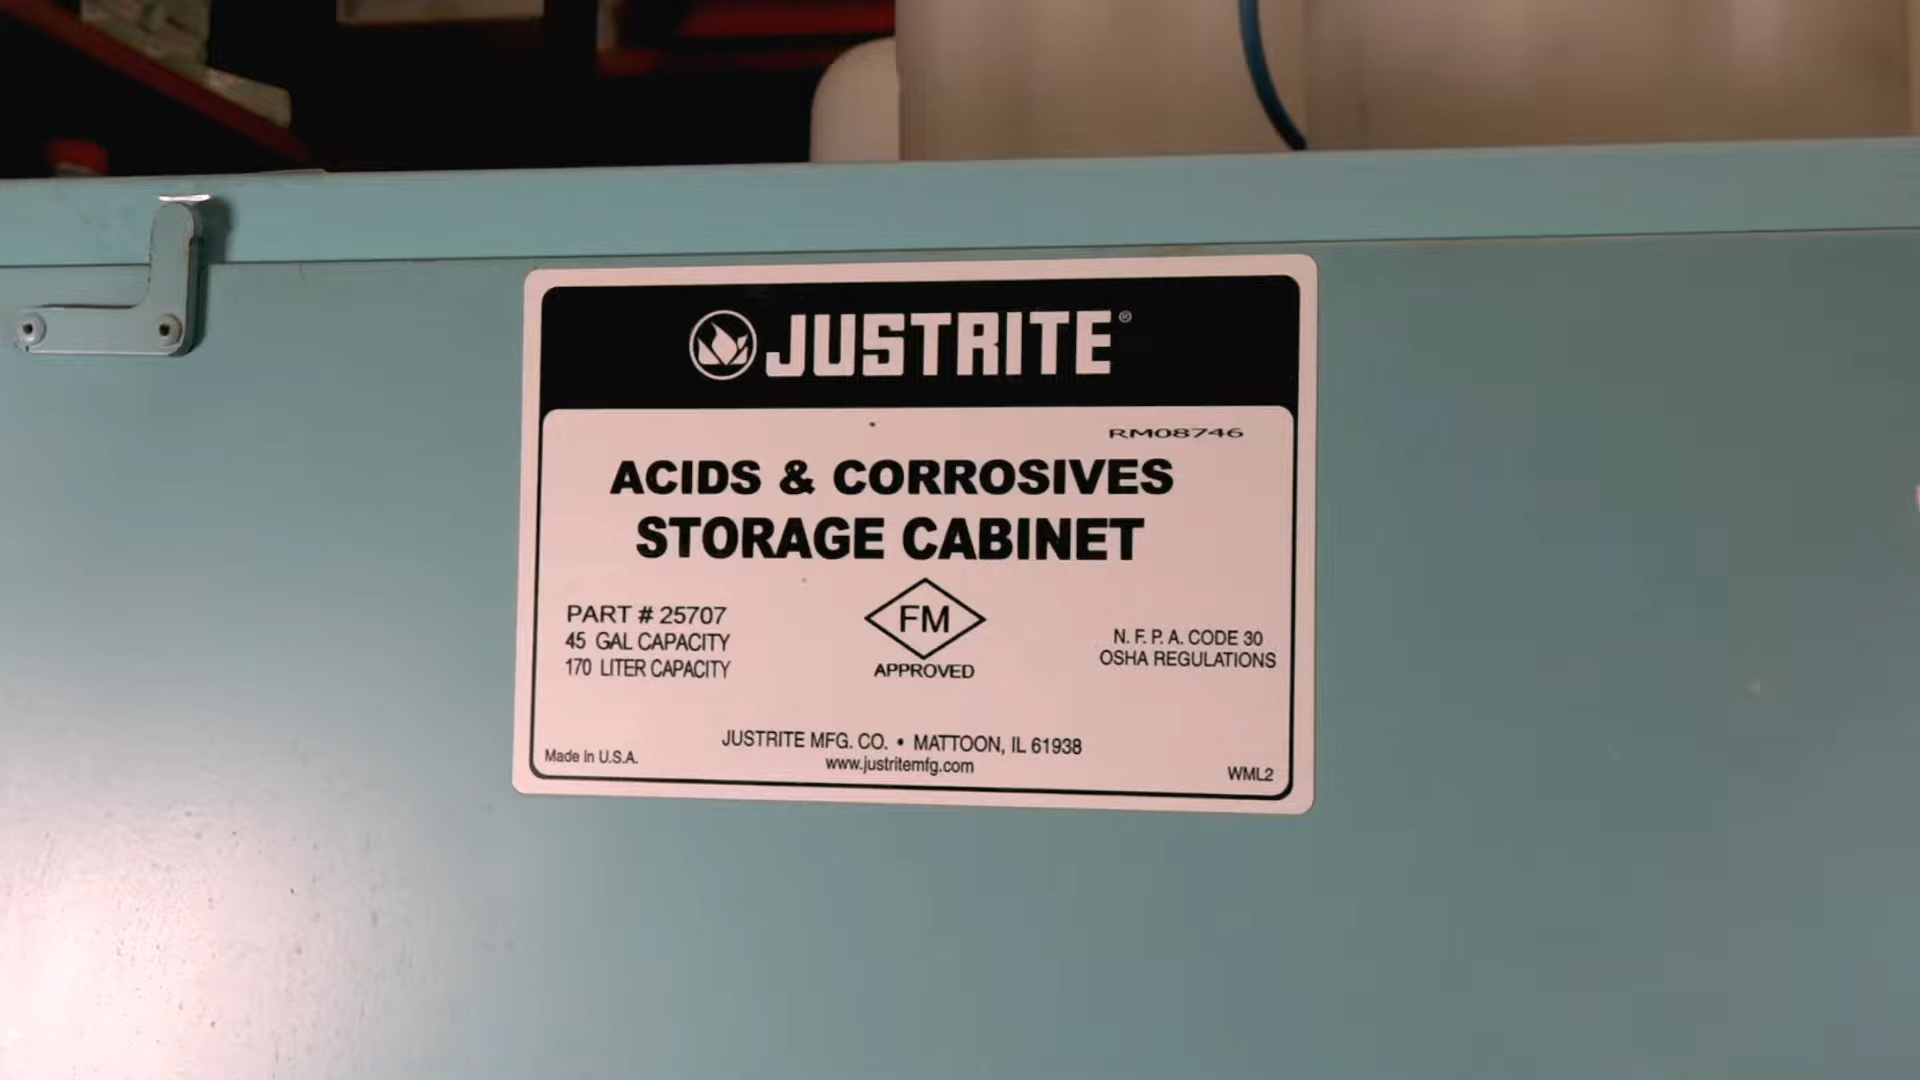 JUSTRITE®
RM08746
ACIDS & CORROSIVES
STORAGE CABINET
PART # 25707
45 GAL CAPACITY
170 LITER CAPACITY
FM
APPROVED
N. F. P. A. CODE 30
OSHA REGULATIONS
JUSTRITE MFG. CO. • MATTOON, IL 61938
www.justritemfg.com
Made In U.S.A.
WML2